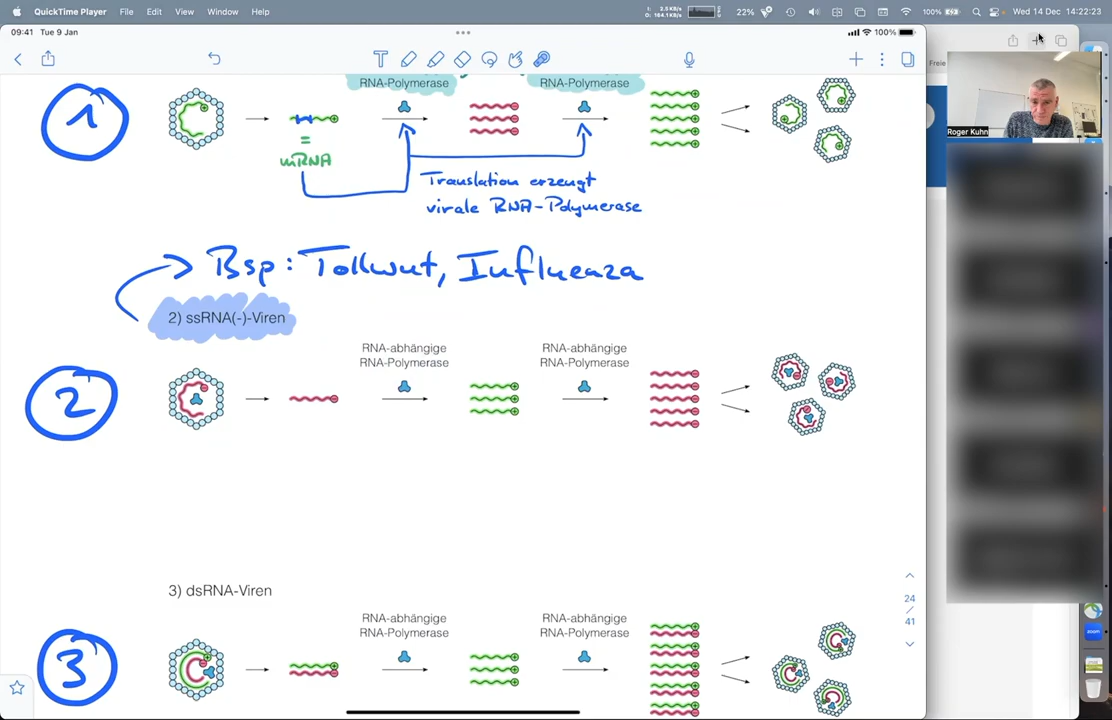 QuickTime Player File Edit View Window Help
22% 100% Wed 14 Dec 14:22:23
09:41 Tue 9 Jan
100%
RNA-Polymerase RNA-Polymerase
1
=
mRNA
Translation erzeugt
virale RNA-Polymerase
Freie
Roger Kuhn
Bsp: Tollwut, Influenza
2) ssRNA(-)-Viren
RNA-abhängige RNA-abhängige
RNA-Polymerase RNA-Polymerase
2
3) dsRNA-Viren
RNA-abhängige RNA-abhängige
RNA-Polymerase RNA-Polymerase
3
24
/
41
zoom